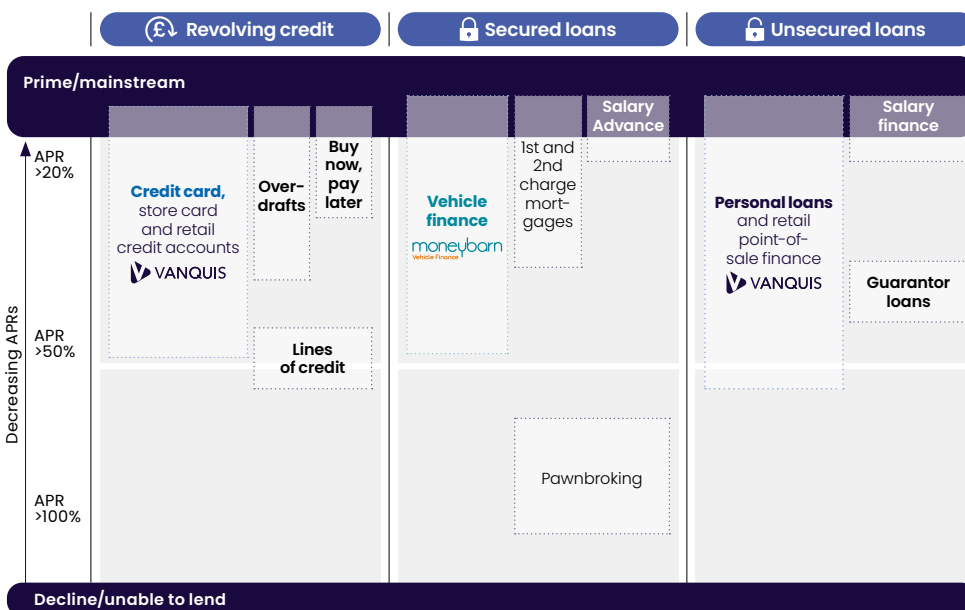 Revolving credit
Secured loans
Unsecured loans
Prime/mainstream
Decreasing APRs
APR
>20%
APR
>50%
APR
>100%
Credit card,
store card
and retail
credit accounts
VANQUIS
Over-
drafts
Buy
now,
pay
later
Lines
of credit
Vehicle
finance
moneybarn
Vehicle Finance
1st and
2nd
charge
mort-
gages
Salary
Advance
Pawnbroking
Personal loans
and retail
point-of-
sale finance
VANQUIS
Salary
finance
Guarantor
loans
Decline/unable to lend